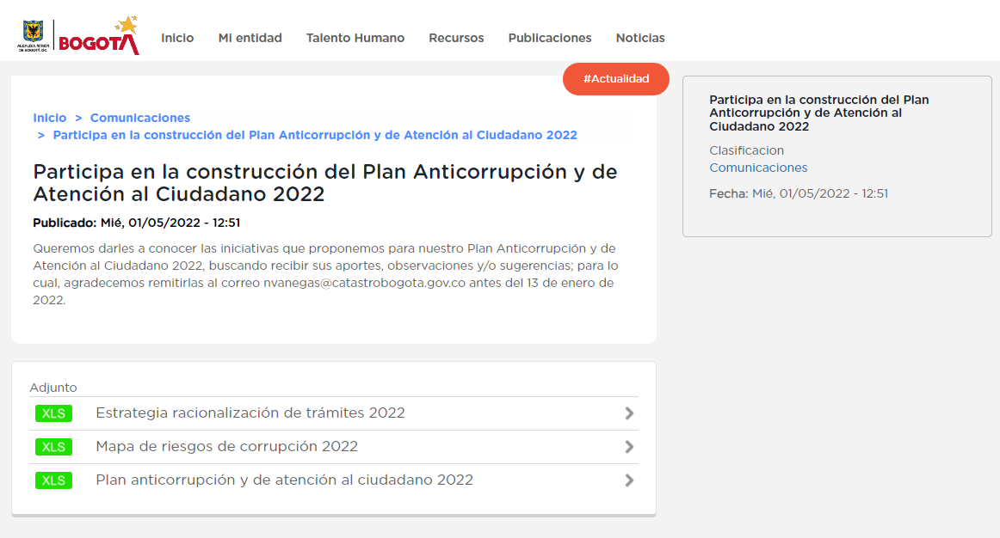 ALCALDÍA MAYOR
DE BOGOTÁ D.C.
BOGOTÁ
Inicio
Mi entidad
Talento Humano
Recursos
Publicaciones
Noticias
#Actualidad
Inicio > Comunicaciones
> Participa en la construcción del Plan Anticorrupción y de Atención al Ciudadano 2022
Participa en la construcción del Plan Anticorrupción y de
Atención al Ciudadano 2022
Publicado: Mié, 01/05/2022 - 12:51
Queremos darles a conocer las iniciativas que proponemos para nuestro Plan Anticorrupción y de
Atención al Ciudadano 2022, buscando recibir sus aportes, observaciones y/o sugerencias; para lo
cual, agradecemos remitirlas al correo nvanegas@catastrobogota.gov.co antes del 13 de enero de
2022.
Adjunto
XLS Estrategia racionalización de trámites 2022
XLS Mapa de riesgos de corrupción 2022
XLS Plan anticorrupción y de atención al ciudadano 2022
Participa en la construcción del Plan
Anticorrupción y de Atención al
Ciudadano 2022
Clasificacion
Comunicaciones
Fecha: Mié, 01/05/2022 - 12:51